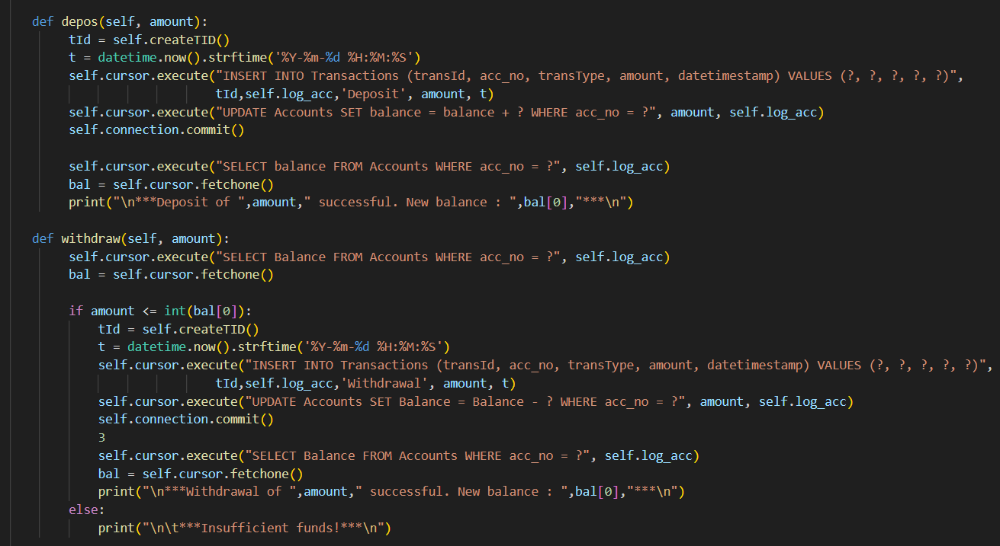 def depos(self, amount):
    tId = self.createTID()
    t = datetime.now().strftime('%Y-%m-%d %H:%M:%S')
    self.cursor.execute("INSERT INTO Transactions (transId, acc_no, transType, amount, datetimestamp) VALUES (?, ?, ?, ?, ?)",
                        tId,self.log_acc,'Deposit', amount, t)
    self.cursor.execute("UPDATE Accounts SET balance = balance + ? WHERE acc_no = ?", amount, self.log_acc)
    self.connection.commit()

    self.cursor.execute("SELECT balance FROM Accounts WHERE acc_no = ?", self.log_acc)
    bal = self.cursor.fetchone()
    print("\n***Deposit of ",amount," successful. New balance : ",bal[0],"***\n")

def withdraw(self, amount):
    self.cursor.execute("SELECT Balance FROM Accounts WHERE acc_no = ?", self.log_acc)
    bal = self.cursor.fetchone()

    if amount <= int(bal[0]):
        tId = self.createTID()
        t = datetime.now().strftime('%Y-%m-%d %H:%M:%S')
        self.cursor.execute("INSERT INTO Transactions (transId, acc_no, transType, amount, datetimestamp) VALUES (?, ?, ?, ?, ?)",
                        tId,self.log_acc,'Withdrawal', amount, t)
        self.cursor.execute("UPDATE Accounts SET Balance = Balance - ? WHERE acc_no = ?", amount, self.log_acc)
        self.connection.commit()
        3
        self.cursor.execute("SELECT Balance FROM Accounts WHERE acc_no = ?", self.log_acc)
        bal = self.cursor.fetchone()
        print("\n***Withdrawal of ",amount," successful. New balance : ",bal[0],"***\n")
    else:
        print("\n\t***Insufficient funds!***\n")